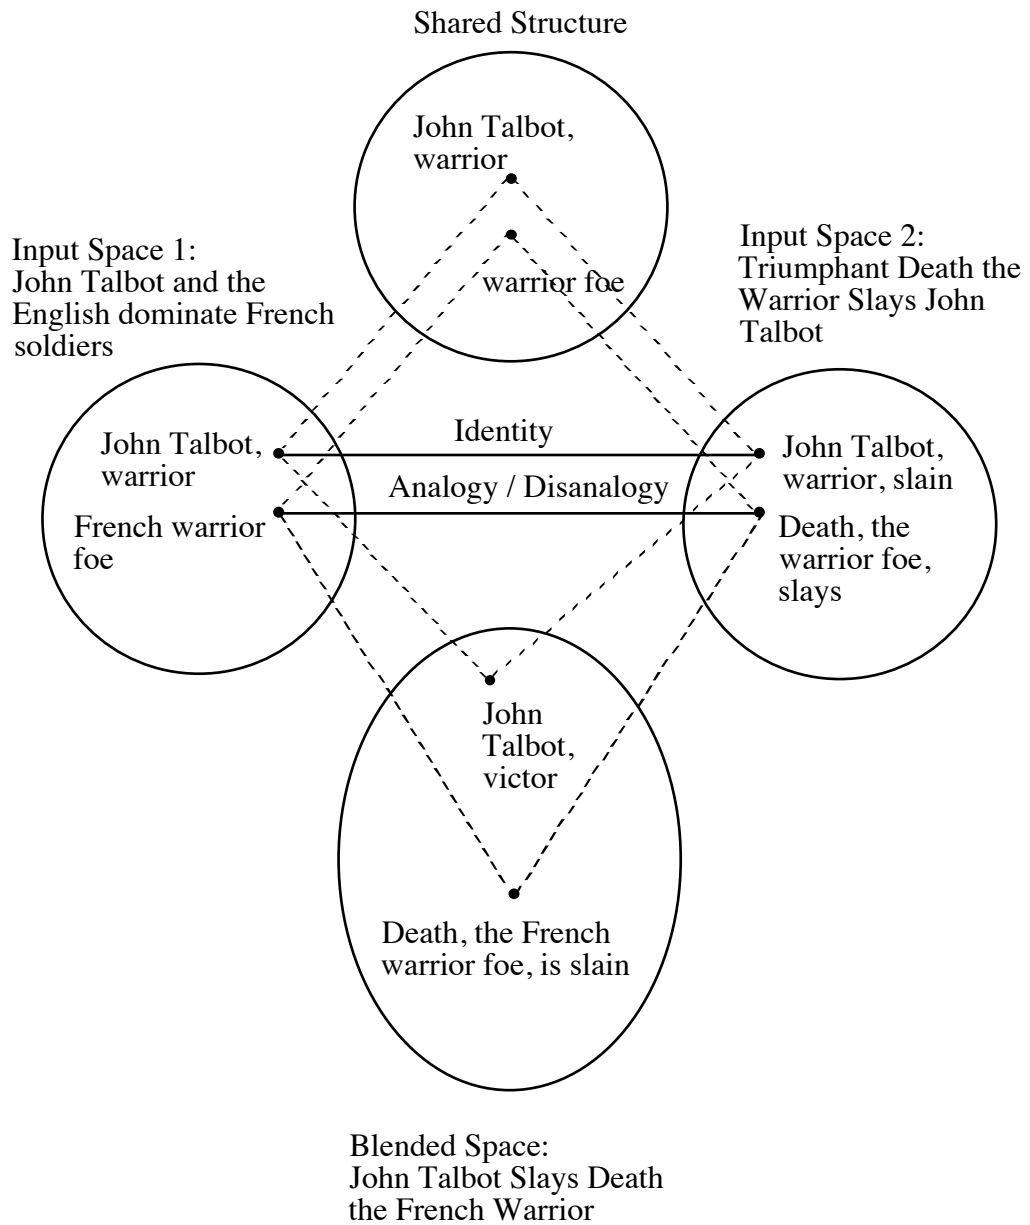 Shared Structure
John Talbot,
warrior
warrior foe
Input Space 1:
John Talbot and the
English dominate French
soldiers
Input Space 2:
Triumphant Death the
Warrior Slays John
Talbot
John Talbot,
warrior
French warrior
foe
Identity
Analogy / Disanalogy
John Talbot,
warrior, slain
Death, the
warrior foe,
slays
John
Talbot,
victor
Death, the French
warrior foe, is slain
Blended Space:
John Talbot Slays Death
the French Warrior